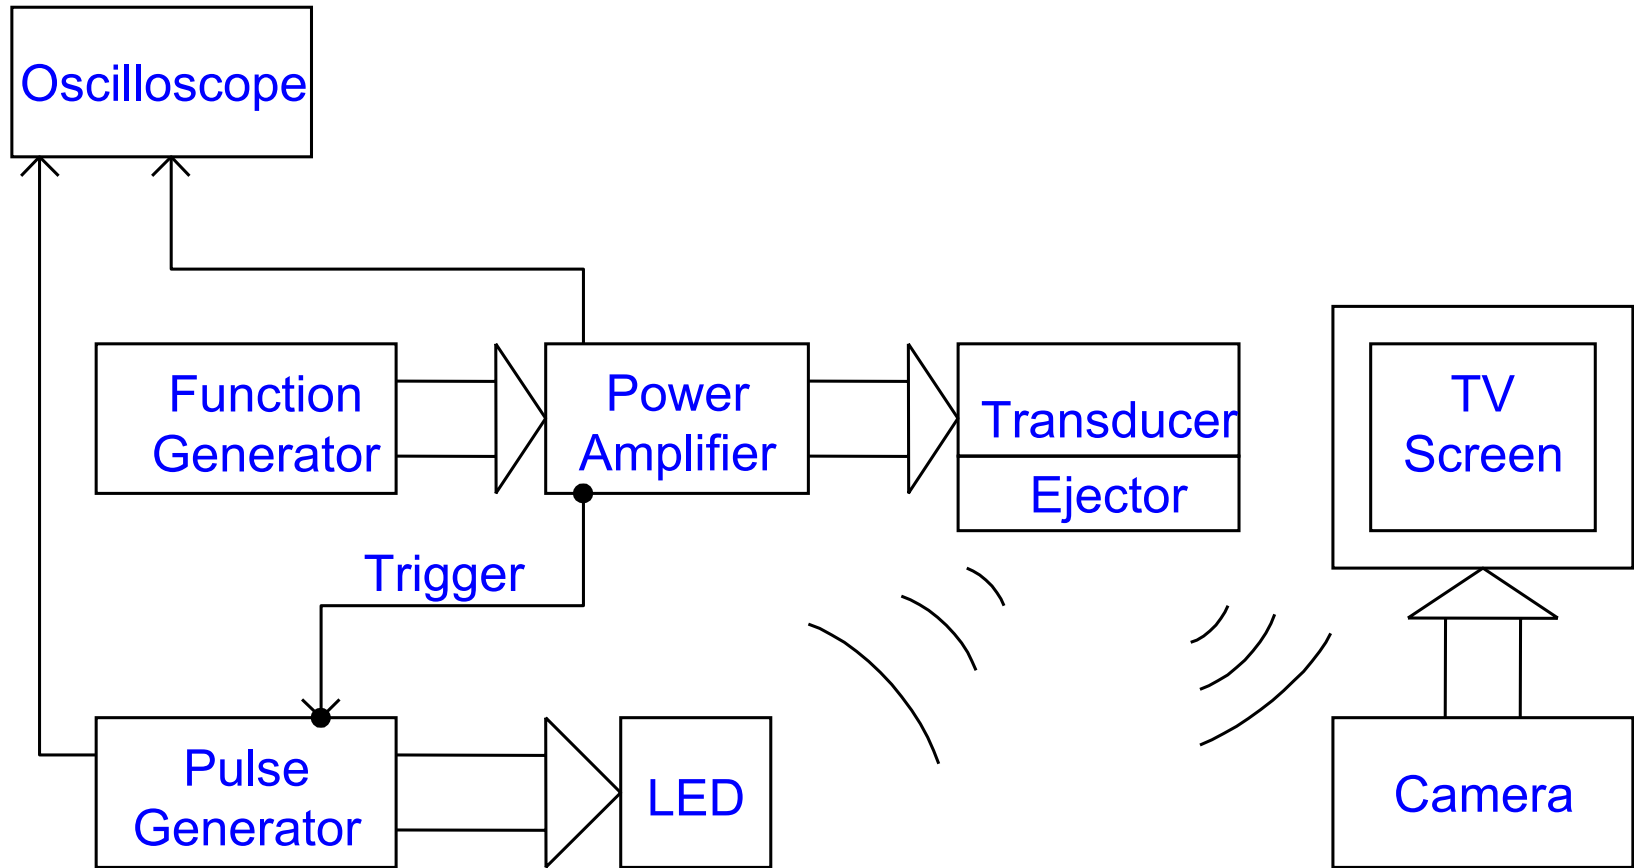 Oscilloscope
Function
Generator
Power
Amplifier
Transducer
Ejector
TV
Screen
Trigger
Pulse
Generator
LED
Camera